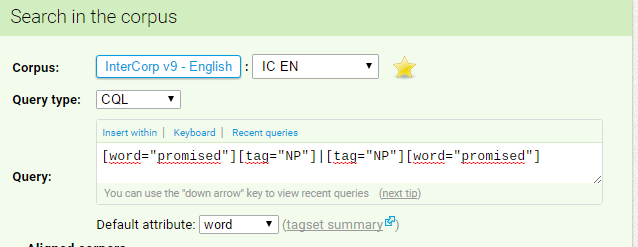 Search in the corpus
Corpus: InterCorp v9 - English : IC EN
Query type: CQL
Insert within | Keyboard | Recent queries
[word="promised"][tag="NP"]|[tag="NP"][word="promised"]
Query:
You can use the "down arrow" key to view recent queries (next tip)
Default attribute: word (tagset summary)
Aligned corpora